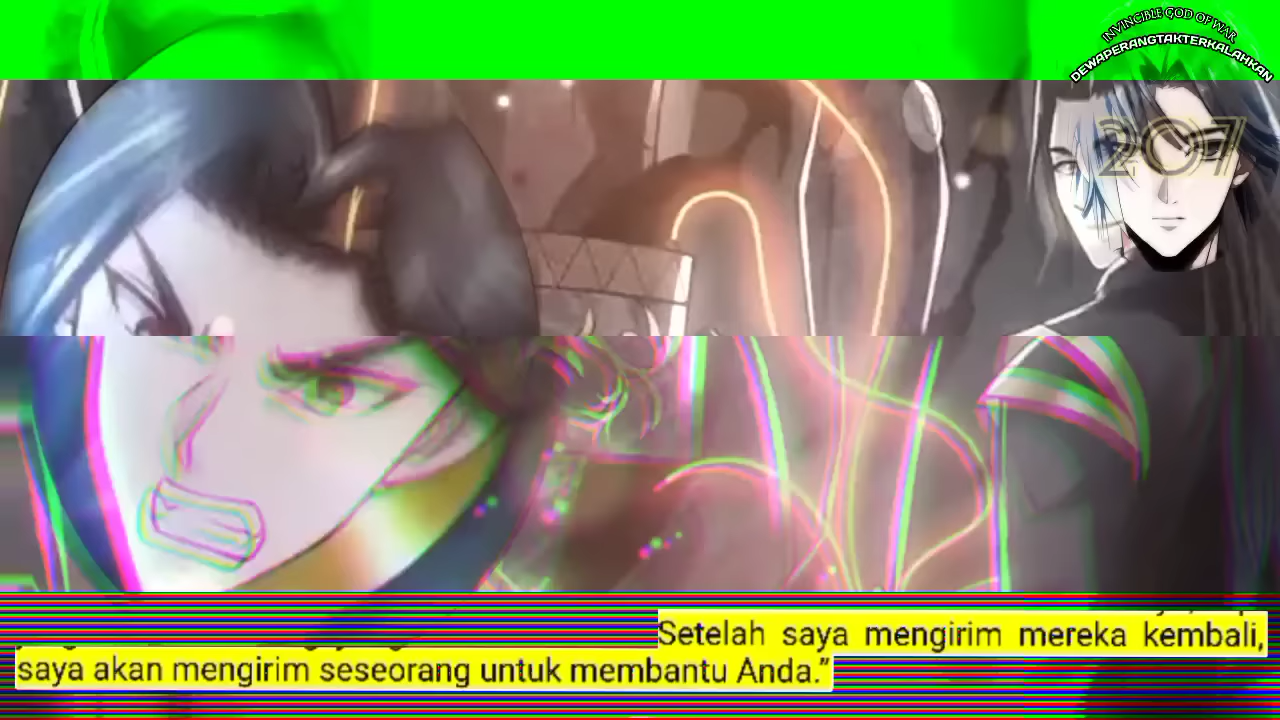 INVINCIBLE GOD OF WAR
DEWAPERANGTAKTERKALAHKAN
207
Setelah saya mengirim mereka kembali,
saya akan mengirim seseorang untuk membantu Anda.”